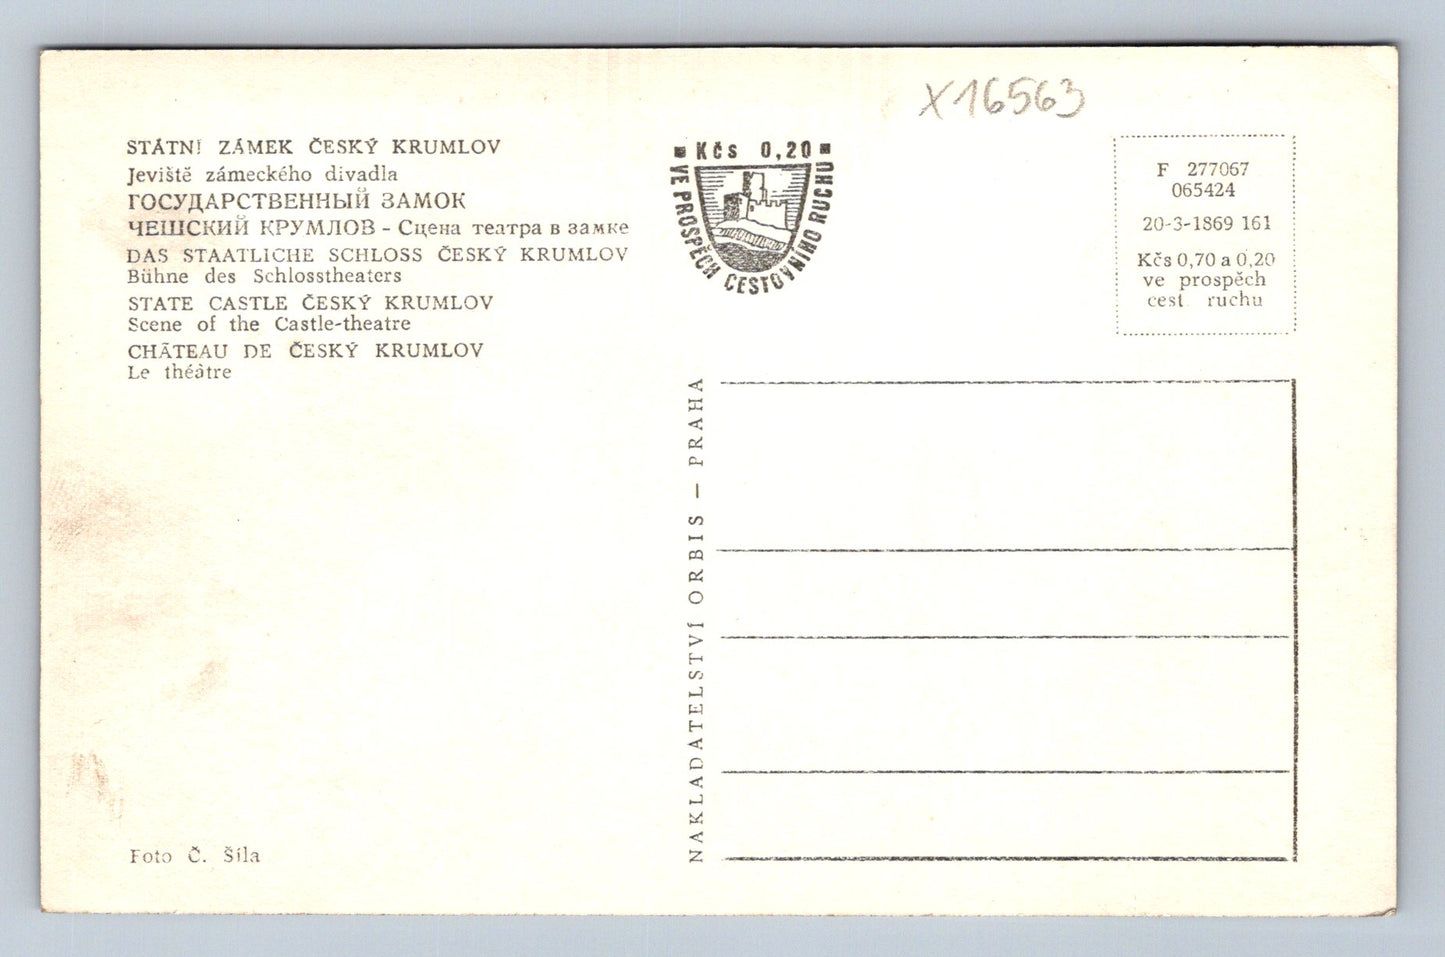 STÁTNÍ ZÁMEK ČESKÝ KRUMLOV
Jeviště zámeckého divadla
ГОСУДАРСТВЕННЫЙ ЗАМОК
ЧЕШСКИЙ КРУМЛОВ - Сцена театра в замке
DAS STAATLICHE SCHLOSS ČESKÝ KRUMLOV
Bühne des Schlosstheaters
STATE CASTLE ČESKÝ KRUMLOV
Scene of the Castle-theatre
CHÂTEAU DE ČESKÝ KRUMLOV
Le théâtre
Foto Č. Šíla
Kčs 0,20
VE PROSPĚCH CESTOVNÍHO RUCHU
NAKLADATELSTVÍ ORBIS — PRAHA
X16563
F 277067
065424
20-3-1869 161
Kčs 0,70 a 0,20
ve prospěch
cest. ruchu